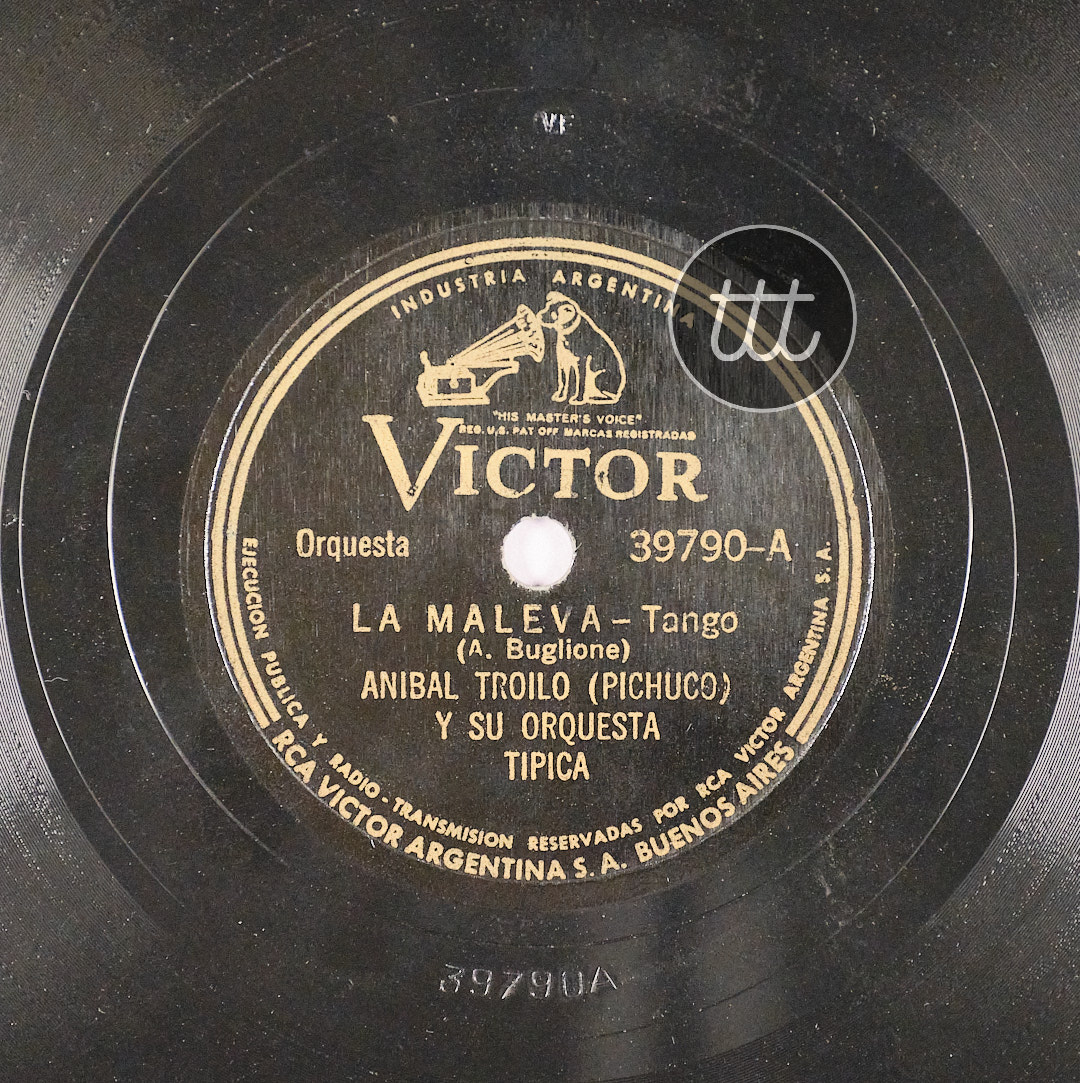 VE
INDUSTRIA ARGENTINA
ttt
"HIS MASTER'S VOICE"
REG. U.S. PAT OFF MARCAS REGISTRADAS
VICTOR
Orquesta
39790-A
LA MALEVA - Tango
(A. Buglione)
ANIBAL TROILO (PICHUCO)
Y SU ORQUESTA
TIPICA
EJECUCION PUBLICA Y RADIO-TRANSMISION RESERVADAS POR RCA VICTOR ARGENTINA S. A.
RCA VICTOR ARGENTINA S. A. BUENOS AIRES
39790A